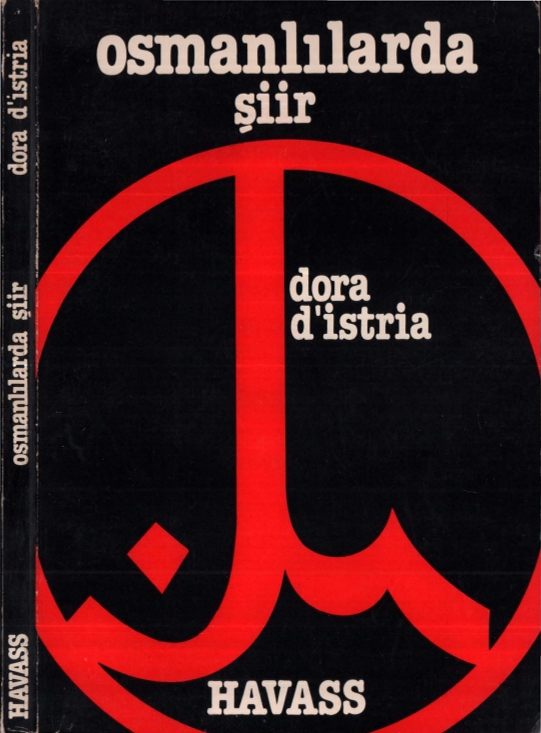 osmanlılarda
şiir
dora
d'istria
HAVASS
dora d'istria
osmanlılarda şiir
HAVASS